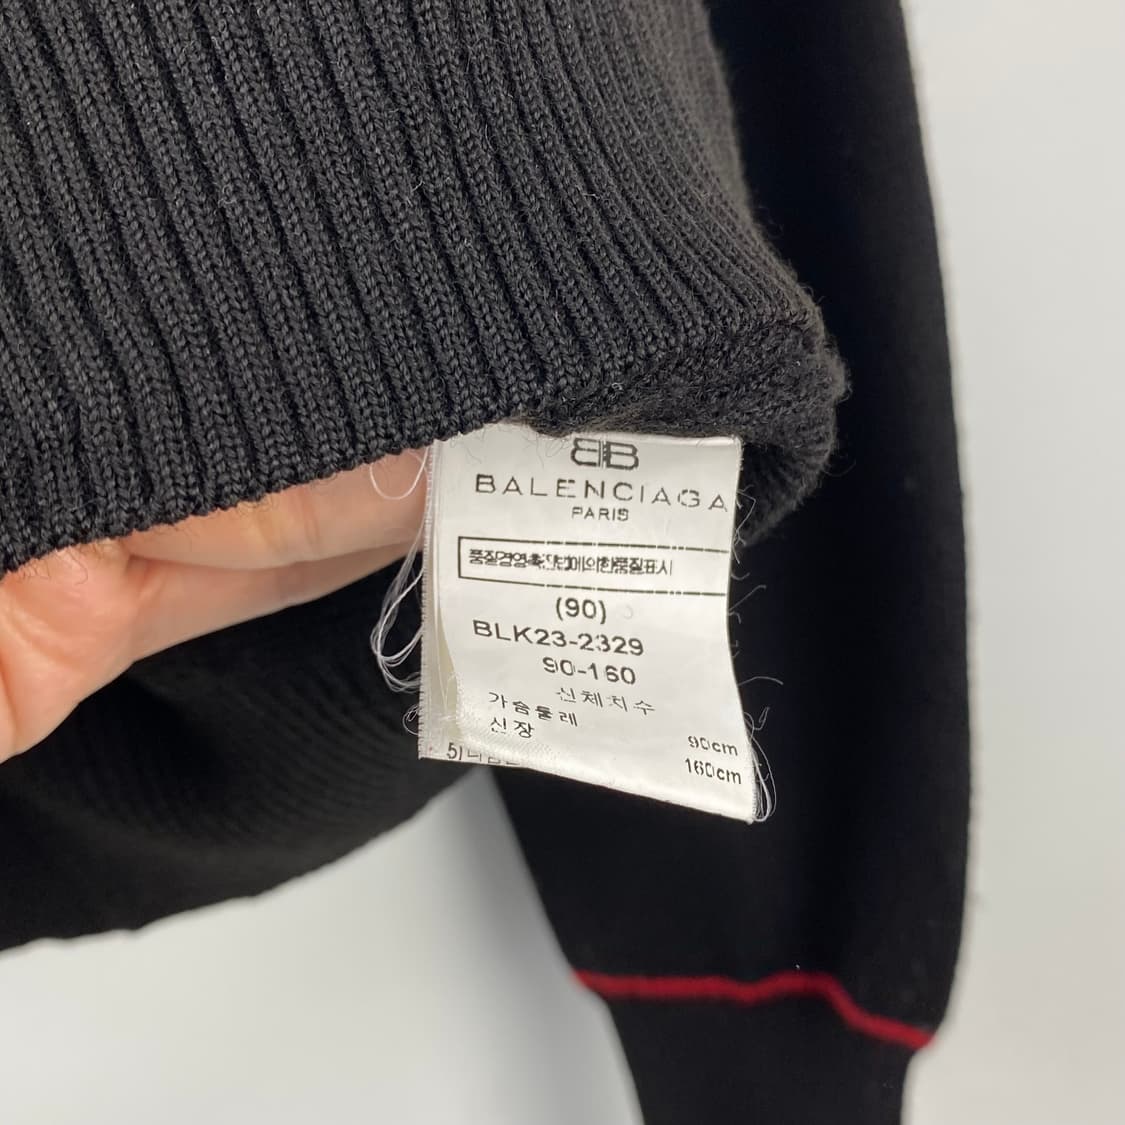 BB
BALENCIAGA
PARIS
품질경영촉진법에의한품질표시
(90)
BLK23-2329
90-160
신체치수
가슴둘레 90cm
신장 160cm